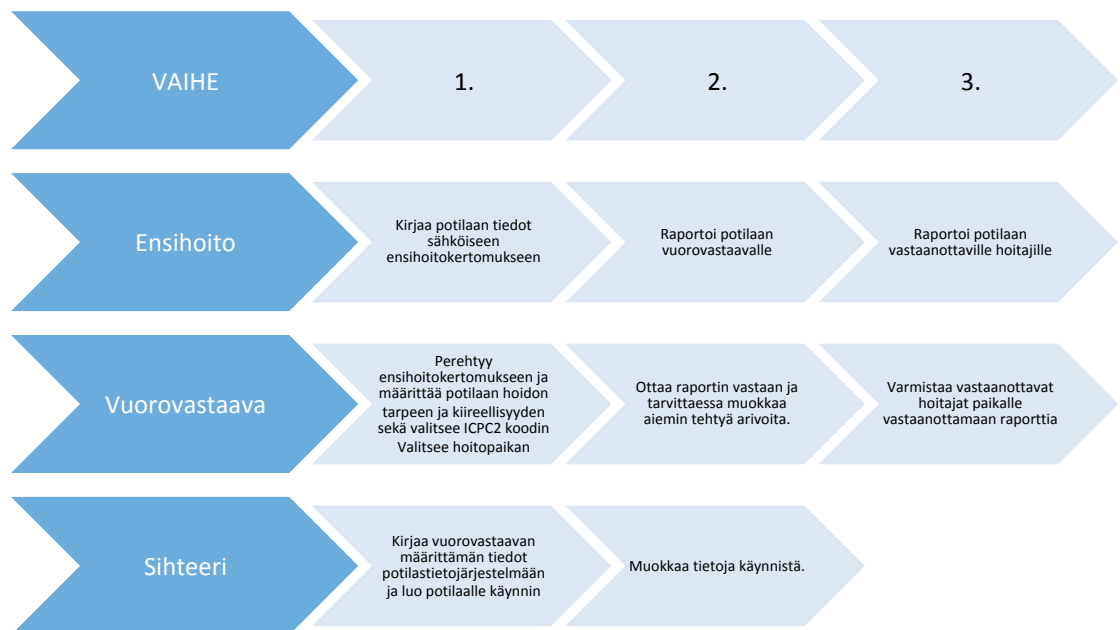 VAIHE
1.
2.
3.
Ensihoito
Kirjaa potilaan tiedot
sähköiseen
ensihoitokertomukseen
Raportoi potilaan
vuorovastaavalle
Raportoi potilaan
vastaanottaville hoitajille
Vuorovastaava
Perehtyy
ensihoitokertomukseen ja
määrittää potilaan hoidon
tarpeen ja kiireellisyyden
sekä valitsee ICPC2 koodin
Valitsee hoitopaikan
Ottaa raportin vastaan ja
tarvittaessa muokkaa
aiemin tehtyä arivoita.
Varmistaa vastaanottavat
hoitajat paikalle
vastaanottamaan raporttia
Sihteeri
Kirjaa vuorovastaavan
määrittämän tiedot
potilastietojärjestelmään
ja luo potilaalle käynnin
Muokkaa tietoja käynnistä.